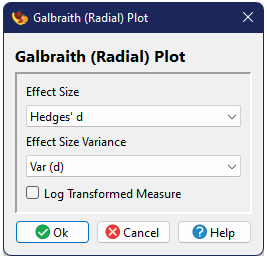 Galbraith (Radial) Plot
Galbraith (Radial) Plot
Effect Size
Hedges' d
Effect Size Variance
Var (d)
Log Transformed Measure
Ok Cancel Help